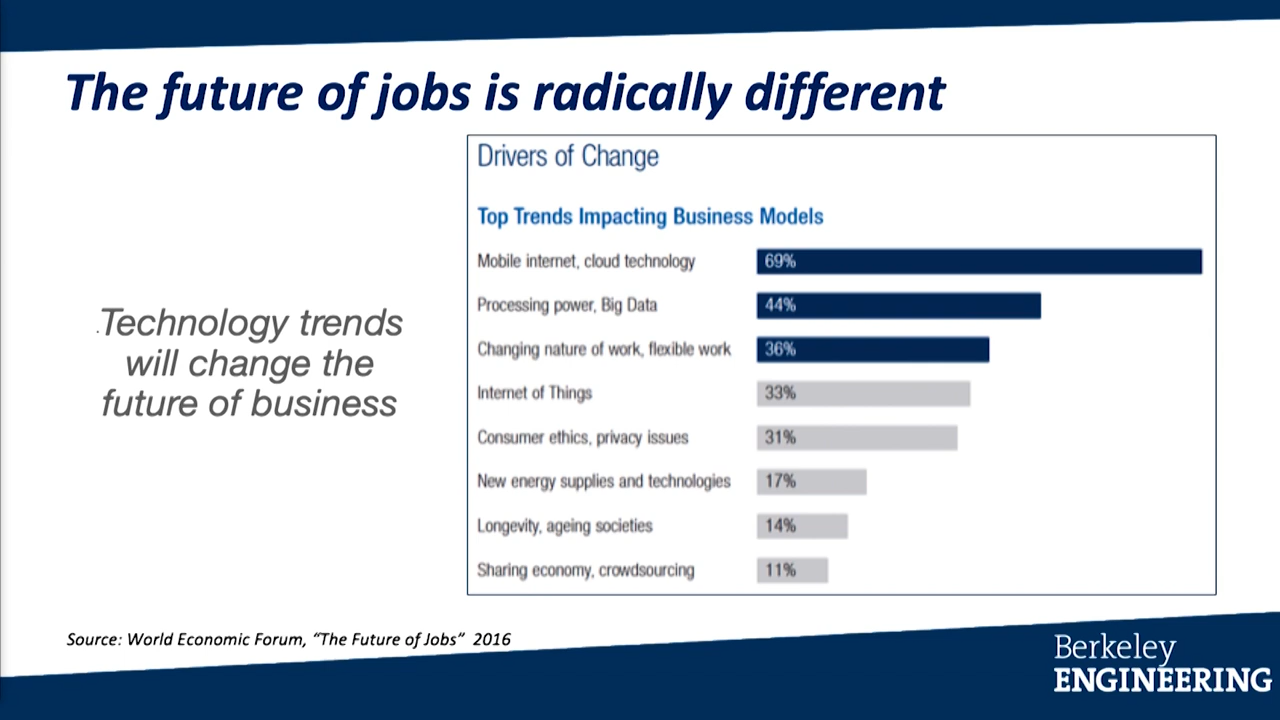 The future of jobs is radically different
Technology trends
will change the
future of business
Drivers of Change
Top Trends Impacting Business Models
Mobile internet, cloud technology 69%
Processing power, Big Data 44%
Changing nature of work, flexible work 36%
Internet of Things 33%
Consumer ethics, privacy issues 31%
New energy supplies and technologies 17%
Longevity, ageing societies 14%
Sharing economy, crowdsourcing 11%
Source: World Economic Forum, “The Future of Jobs” 2016
Berkeley
ENGINEERING